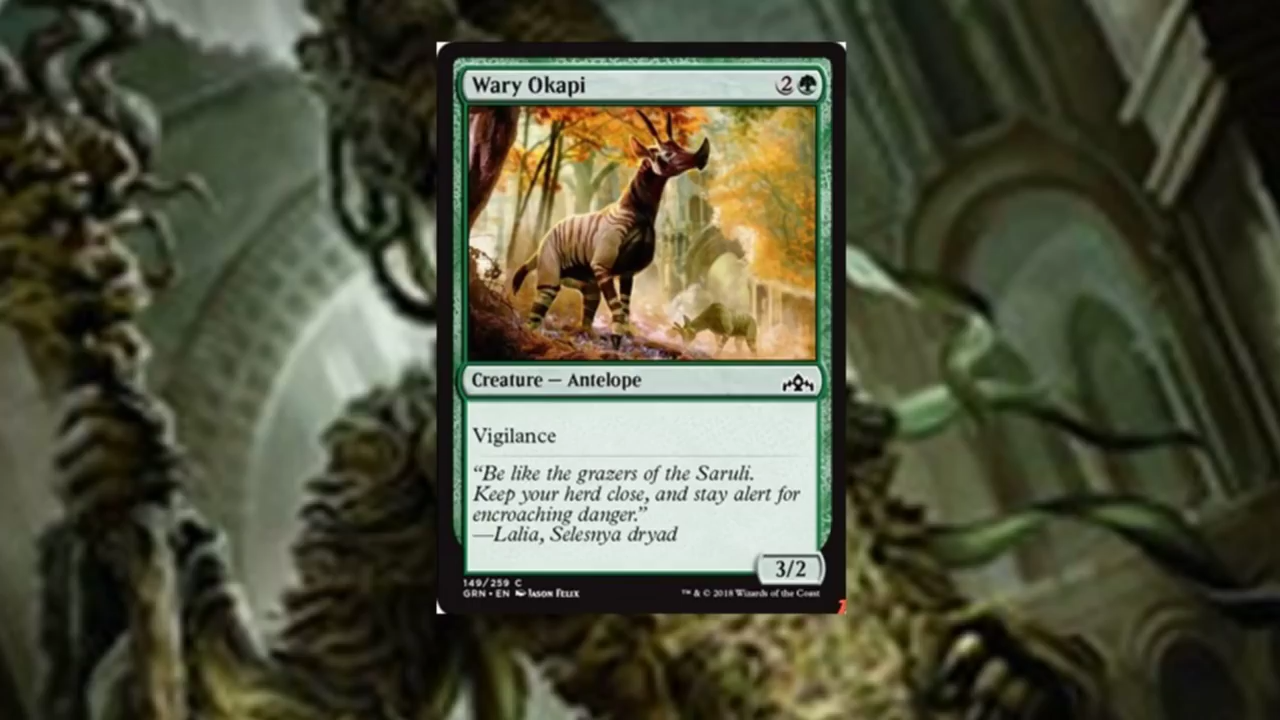 Wary Okapi 2
Creature — Antelope
Vigilance
“Be like the grazers of the Saruli.
Keep your herd close, and stay alert for
encroaching danger.”
—Lalia, Selesnya dryad
3/2
149/259 C
GRN • EN Jason Felix
™ & © 2018 Wizards of the Coast